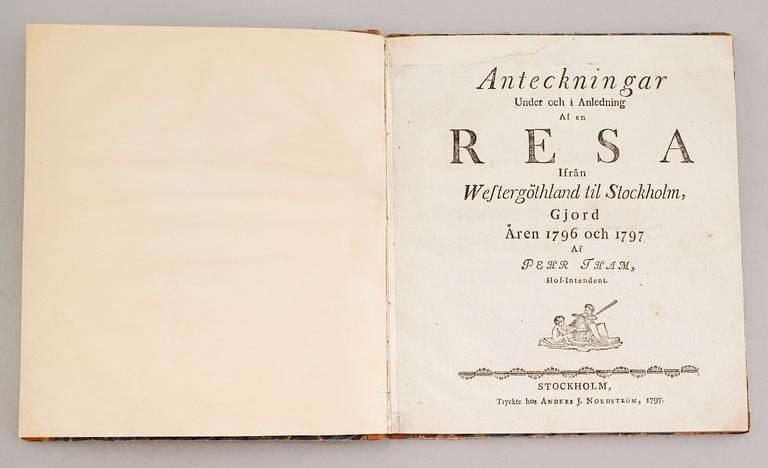 Anteckningar
Under och i Anledning
Af en
RESA
Ifrån
Weſtergöthland til Stockholm,
Gjord
Åren 1796 och 1797
Af
PEHR THAM,
Hof-Intendent.
STOCKHOLM,
Tryckte hos ANDERS J. NORDSTRÖM, 1797.